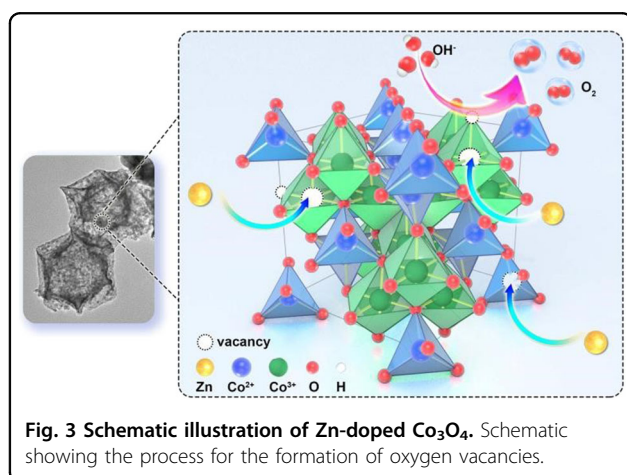 OH⁻
O₂
vacancy
Zn Co²⁺ Co³⁺ O H
Fig. 3 Schematic illustration of Zn-doped Co₃O₄. Schematic
showing the process for the formation of oxygen vacancies.